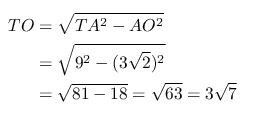 TO = √(TA² − AO²)
= √(9² − (3√2)²)
= √(81 − 18) = √63 = 3√7